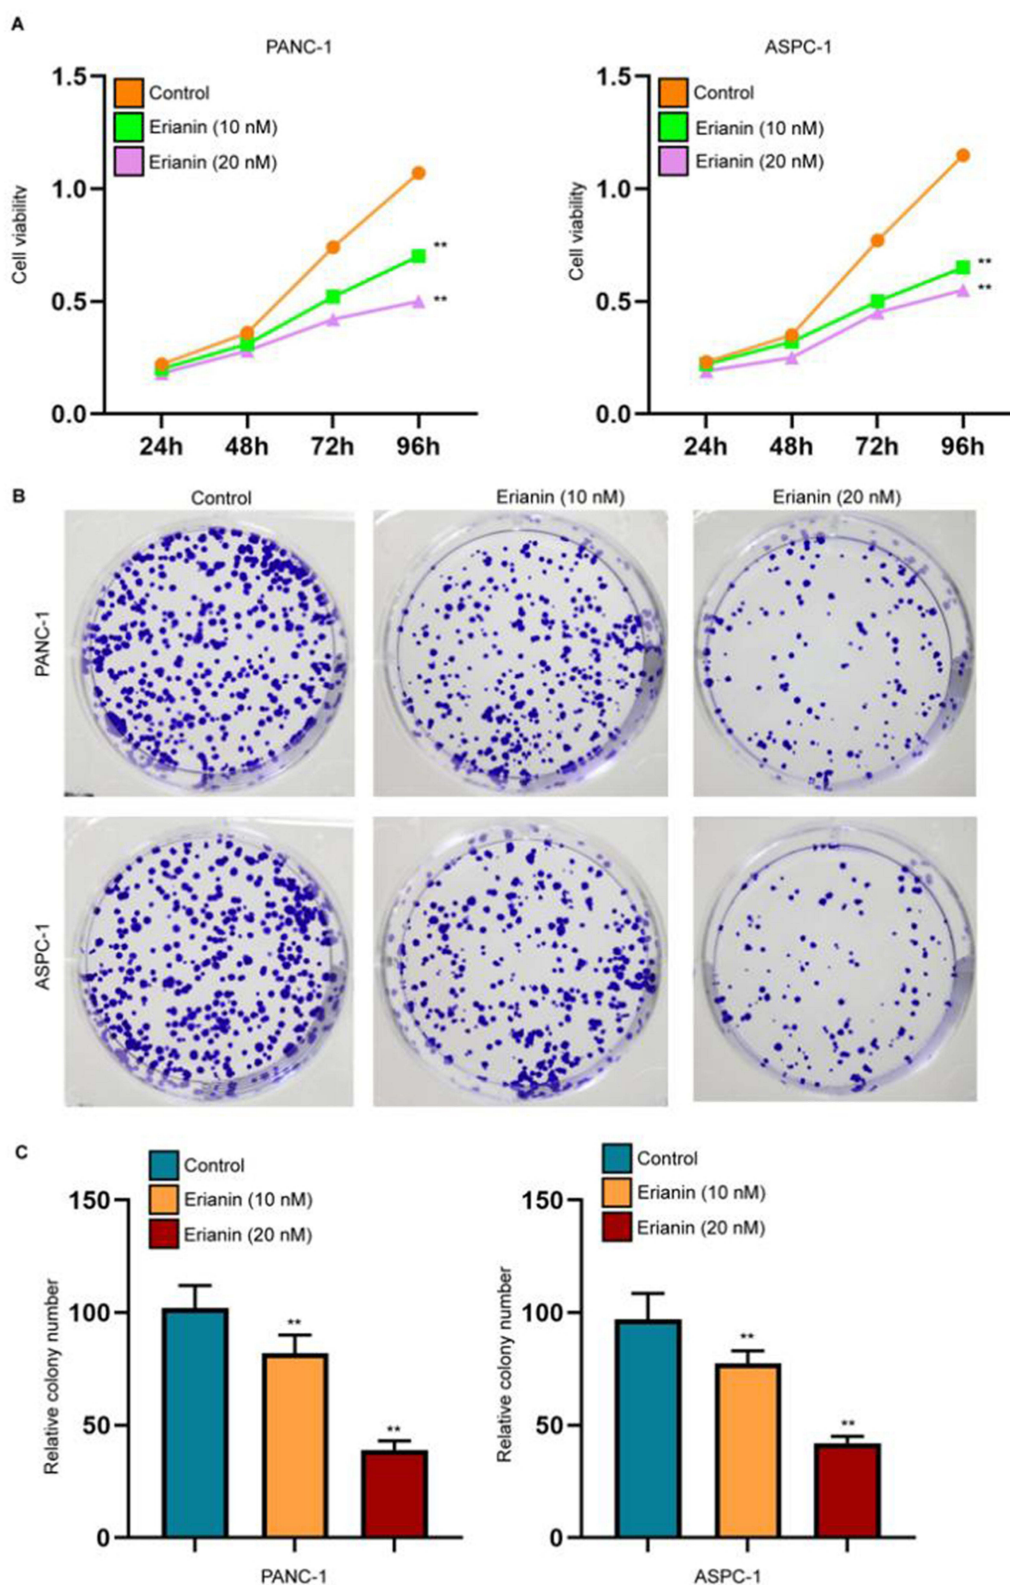 A
PANC-1
ASPC-1
1.5
1.0
0.5
0.0
Cell viability
Control
Erianin (10 nM)
Erianin (20 nM)
**
**
24h 48h 72h 96h
1.5
1.0
0.5
0.0
Cell viability
Control
Erianin (10 nM)
Erianin (20 nM)
**
**
24h 48h 72h 96h
B
Control
Erianin (10 nM)
Erianin (20 nM)
PANC-1
ASPC-1
C
Control
Erianin (10 nM)
Erianin (20 nM)
150
100
50
0
Relative colony number
**
**
PANC-1
Control
Erianin (10 nM)
Erianin (20 nM)
150
100
50
0
Relative colony number
**
**
ASPC-1